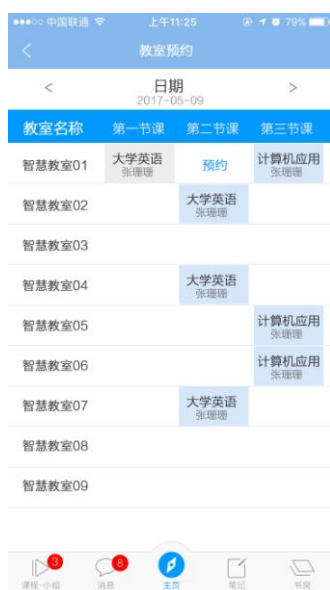 中国联通 上午11:25 79%
教室预约
< 日期 >
2017-05-09
教室名称 第一节课 第二节课 第三节课
智慧教室01 大学英语 预约 计算机应用
张珊珊 张珊珊
智慧教室02 大学英语
张珊珊
智慧教室03
智慧教室04 大学英语
张珊珊
智慧教室05 计算机应用
张珊珊
智慧教室06 计算机应用
张珊珊
智慧教室07 大学英语
张珊珊
智慧教室08
智慧教室09
3 8
课程·小组 消息 主页 笔记 书房